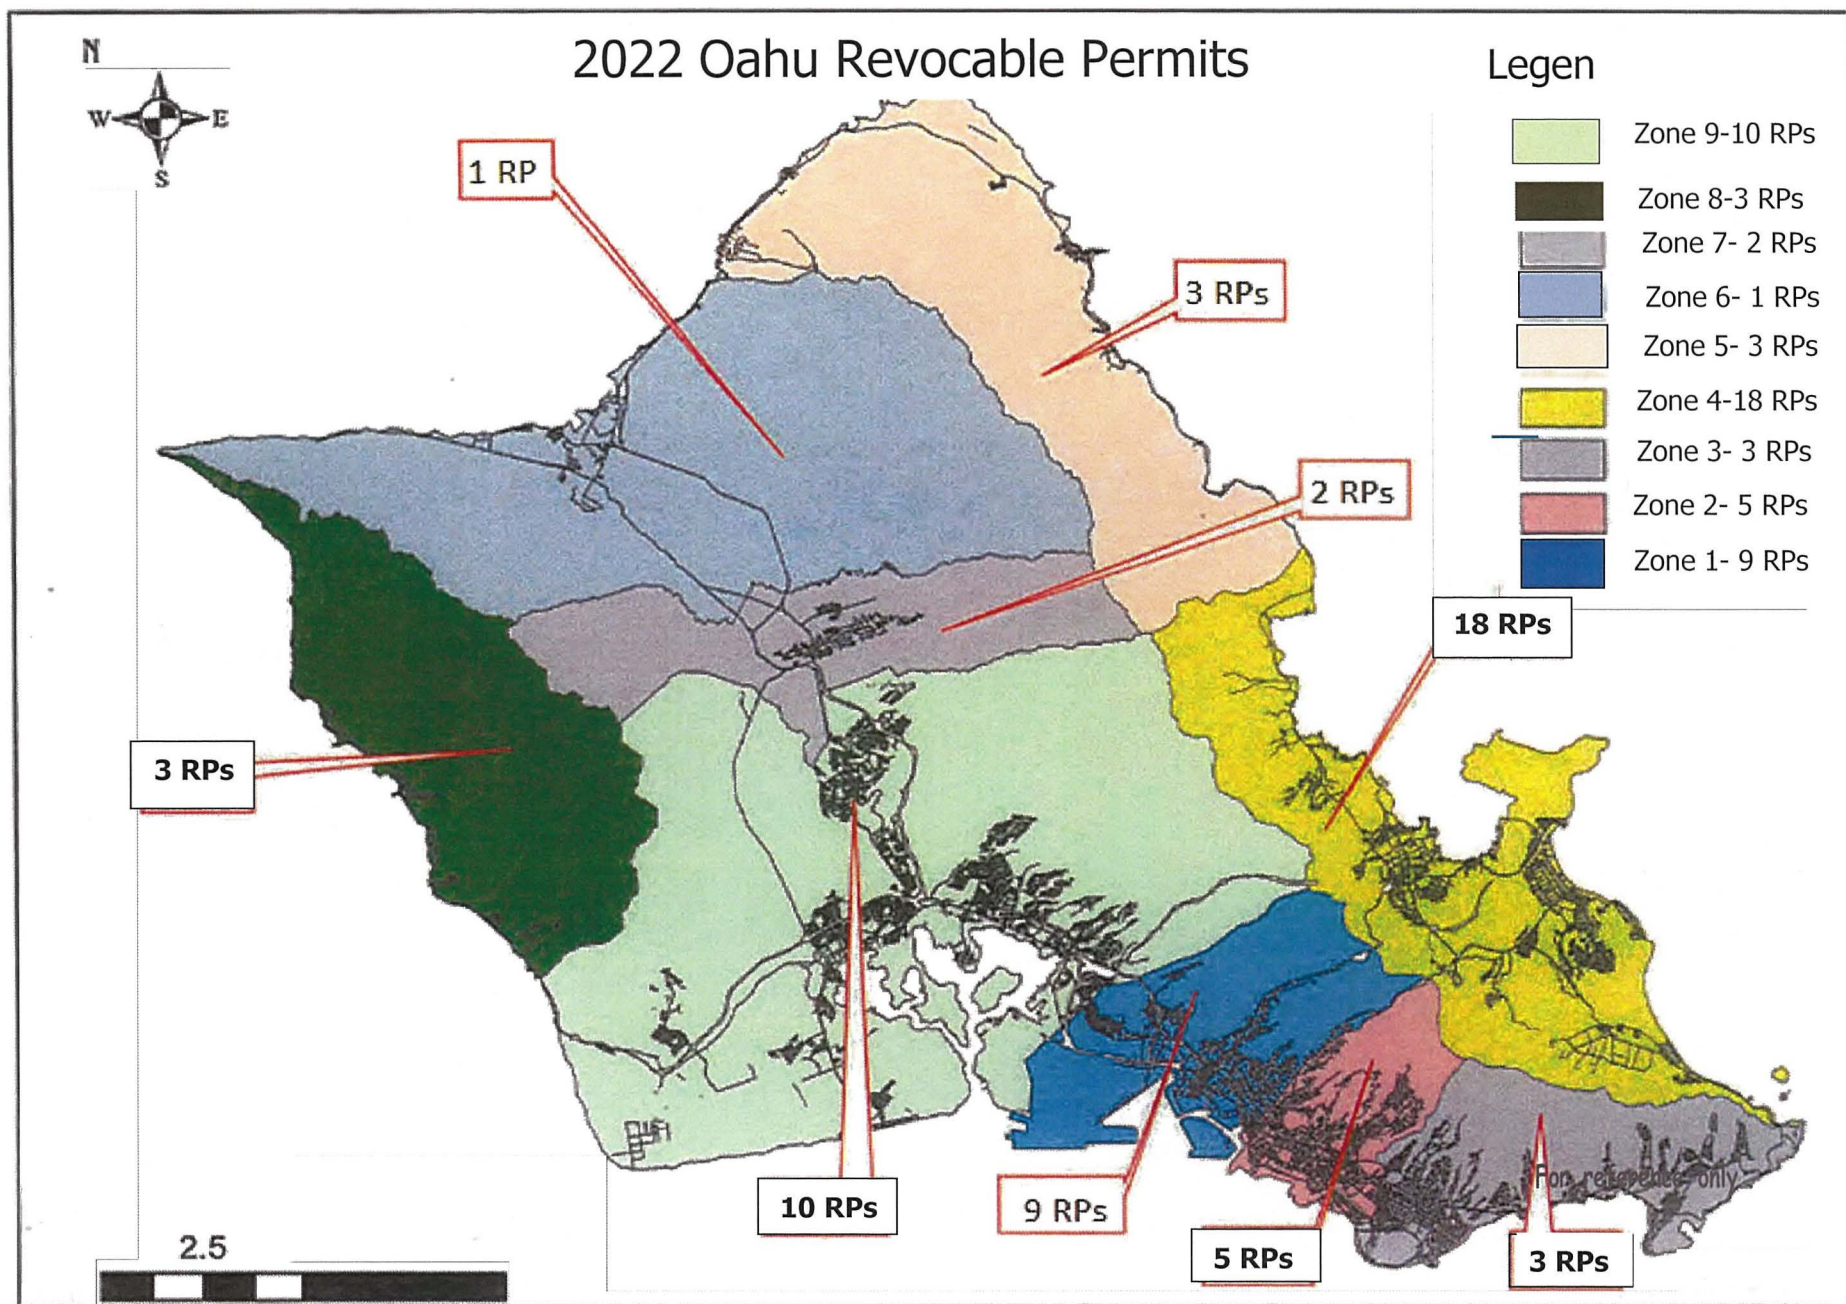 2022 Oahu Revocable Permits
N
W
E
S
Legen
Zone 9-10 RPs
Zone 8-3 RPs
Zone 7- 2 RPs
Zone 6- 1 RPs
Zone 5- 3 RPs
Zone 4-18 RPs
Zone 3- 3 RPs
Zone 2- 5 RPs
Zone 1- 9 RPs
1 RP
3 RPs
2 RPs
18 RPs
3 RPs
10 RPs
9 RPs
5 RPs
3 RPs
For reference only
2.5